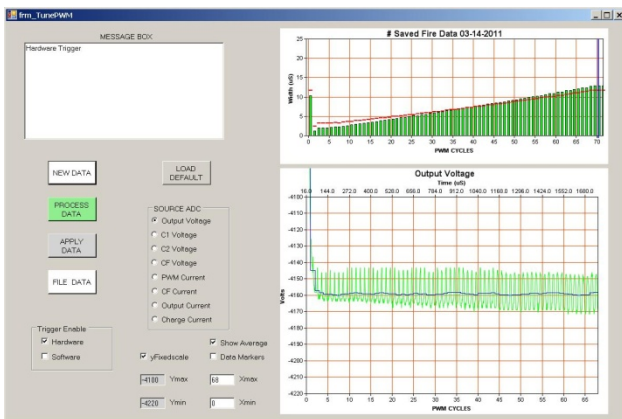 frm_TunePWM
MESSAGE BOX
Hardware Trigger
NEW DATA
LOAD DEFAULT
PROCESS DATA
APPLY DATA
FILE DATA
SOURCE ADC
Output Voltage
C1 Voltage
C2 Voltage
CF Voltage
PWM Current
CF Current
Output Current
Charge Current
Trigger Enable
Hardware
Software
Show Average
yFixedscale
Data Markers
-4180 Ymax 68 Xmax
-4220 Ymin 0 Xmin
# Saved Fire Data 03-14-2011
Width (uS)
25
20
15
10
5
0
0 5 10 15 20 25 30 35 40 45 50 55 60 65 70
PWM CYCLES
Output Voltage
Time (uS)
16.0 144.0 272.0 400.0 528.0 656.0 784.0 912.0 1040.0 1168.0 1296.0 1424.0 1552.0 1680.0
Volts
-4100
-4140
-4150
-4160
-4170
-4180
-4190
-4200
-4210
-4220
0 5 10 15 20 25 30 35 40 45 50 55 60 65
PWM CYCLES